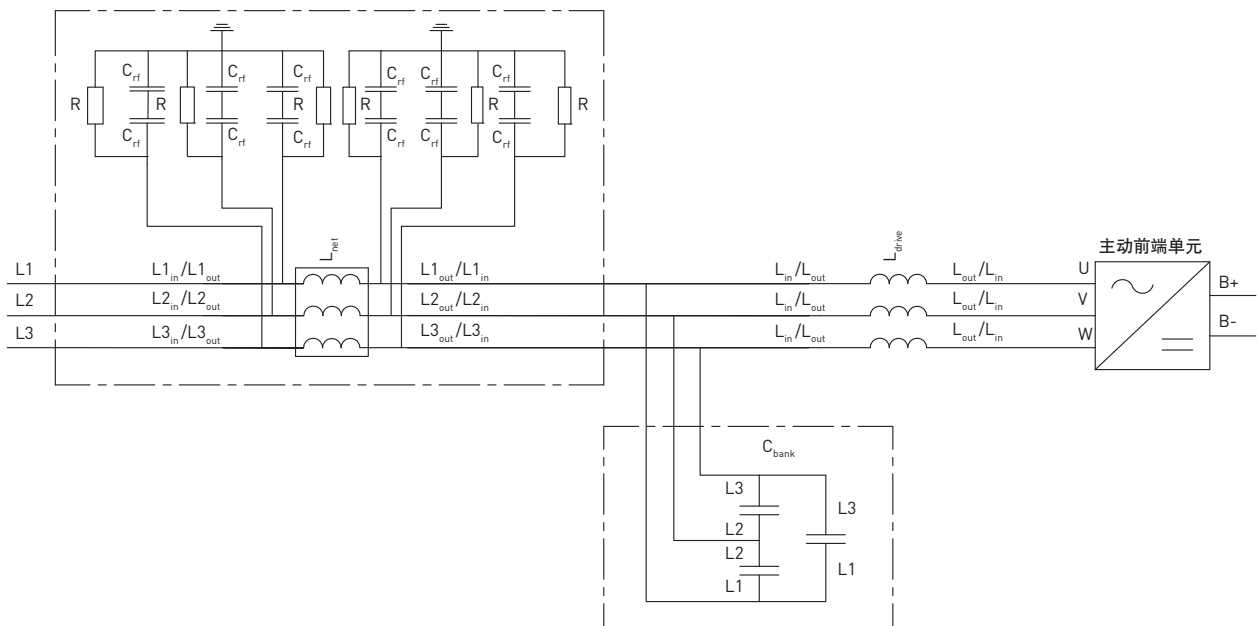 C_rf C_rf C_rf C_rf C_rf C_rf
R R R R R R
C_rf C_rf C_rf C_rf C_rf C_rf
L_net
L_drive
主动前端单元
L1 L1_in/L1_out L1_out/L1_in L_in/L_out L_out/L_in U
B+
L2 L2_in/L2_out L2_out/L2_in L_in/L_out L_out/L_in V
B-
L3 L3_in/L3_out L3_out/L3_in L_in/L_out L_out/L_in W
C_bank
L3
L3
L2
L2
L1
L1